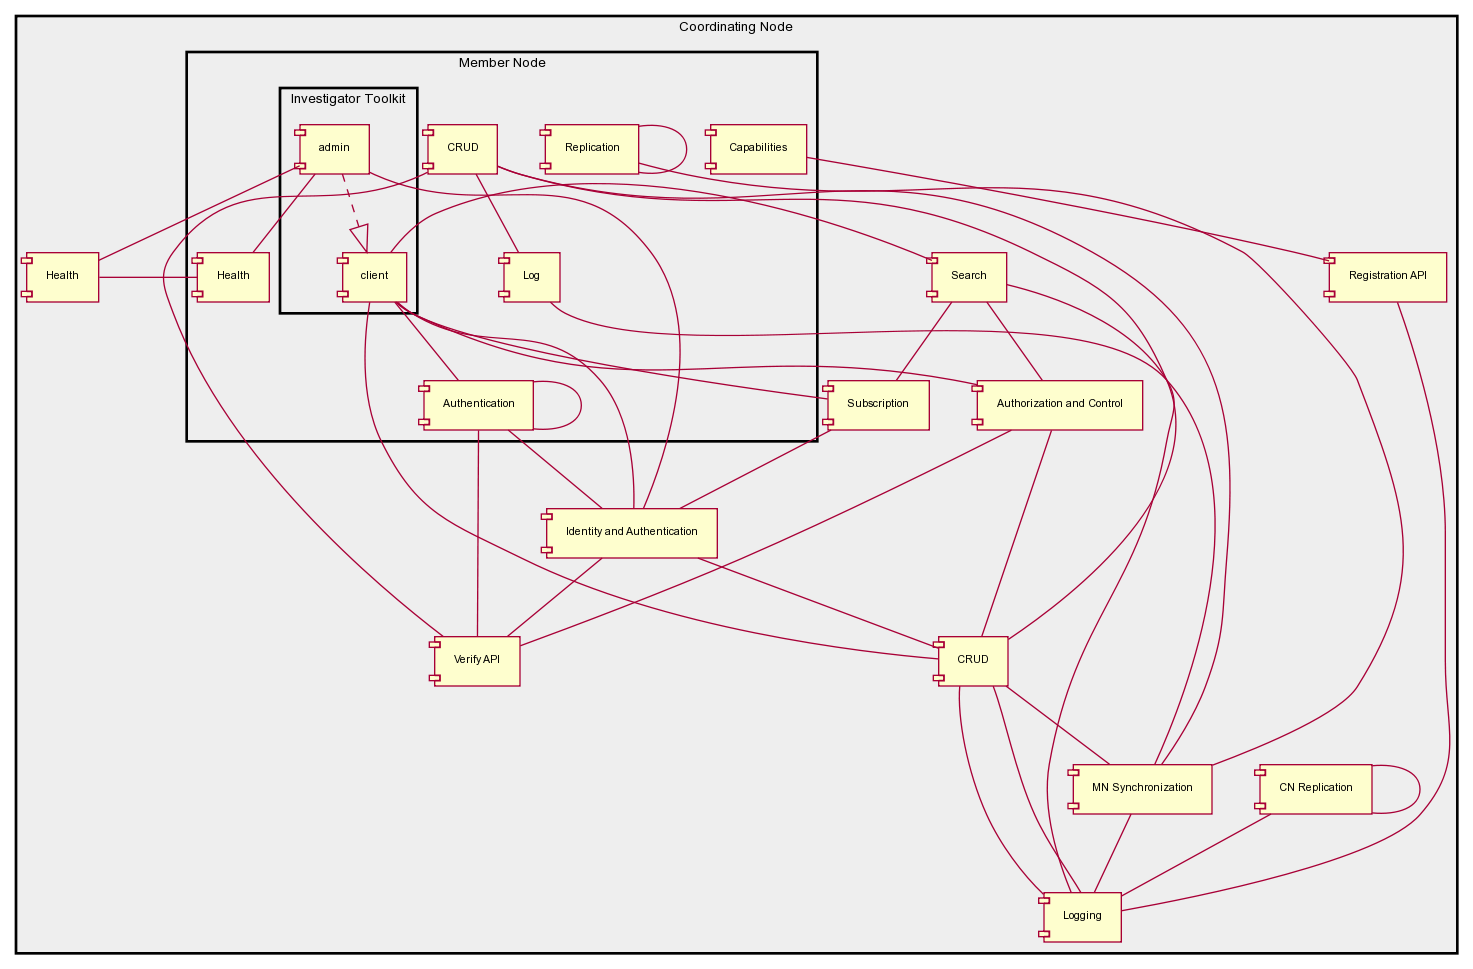 Coordinating Node
Member Node
Investigator Toolkit
admin
CRUD
Replication
Capabilities
Health
Health
client
Log
Search
Registration API
Authentication
Subscription
Authorization and Control
Identity and Authentication
Verify API
CRUD
MN Synchronization
CN Replication
Logging